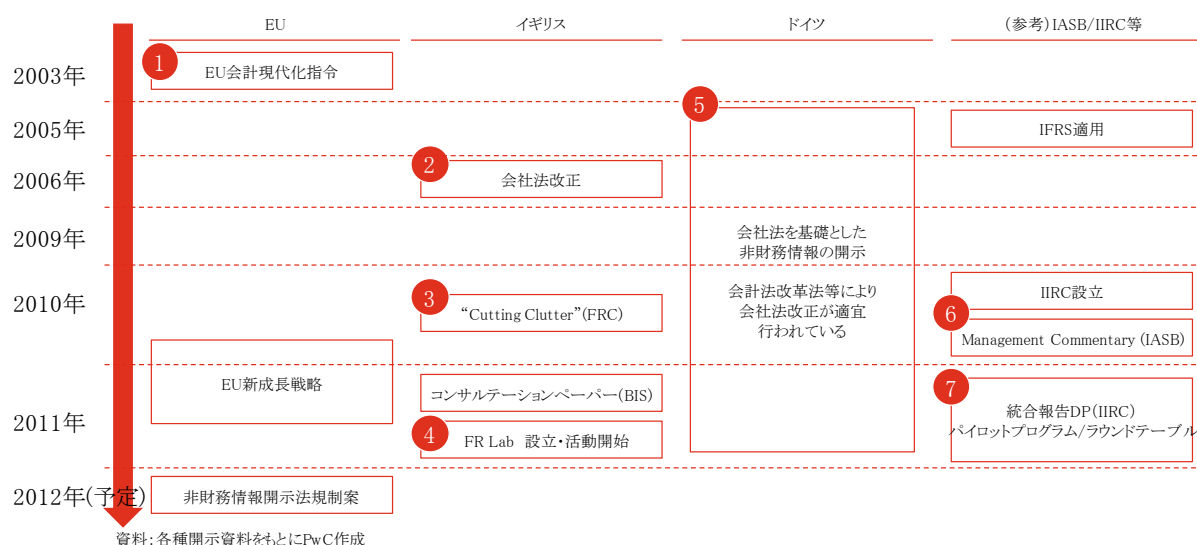 EU
イギリス
ドイツ
(参考)IASB/IIRC等
2003年
1
EU会計現代化指令
2005年
5
IFRS適用
2006年
2
会社法改正
2009年
会社法を基礎とした
非財務情報の開示
2010年
3
“Cutting Clutter”(FRC)
会計法改革法等により
会社法改正が適宜
行われている
IIRC設立
6
Management Commentary (IASB)
EU新成長戦略
2011年
コンサルテーションペーパー(BIS)
4
FR Lab 設立・活動開始
7
統合報告DP(IIRC)
パイロットプログラム/ラウンドテーブル
2012年(予定)
非財務情報開示法規制案
資料:各種開示資料をもとにPwC作成